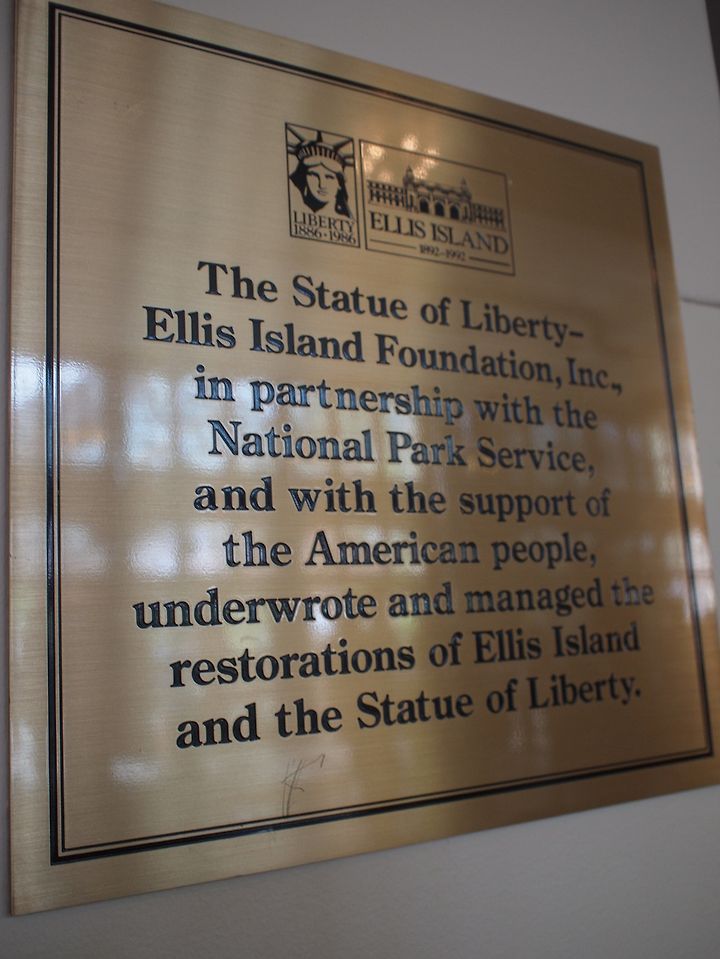 LIBERTY
1886·1986
ELLIS ISLAND
1892–1992
The Statue of Liberty–
Ellis Island Foundation, Inc.,
in partnership with the
National Park Service,
and with the support of
the American people,
underwrote and managed the
restorations of Ellis Island
and the Statue of Liberty.